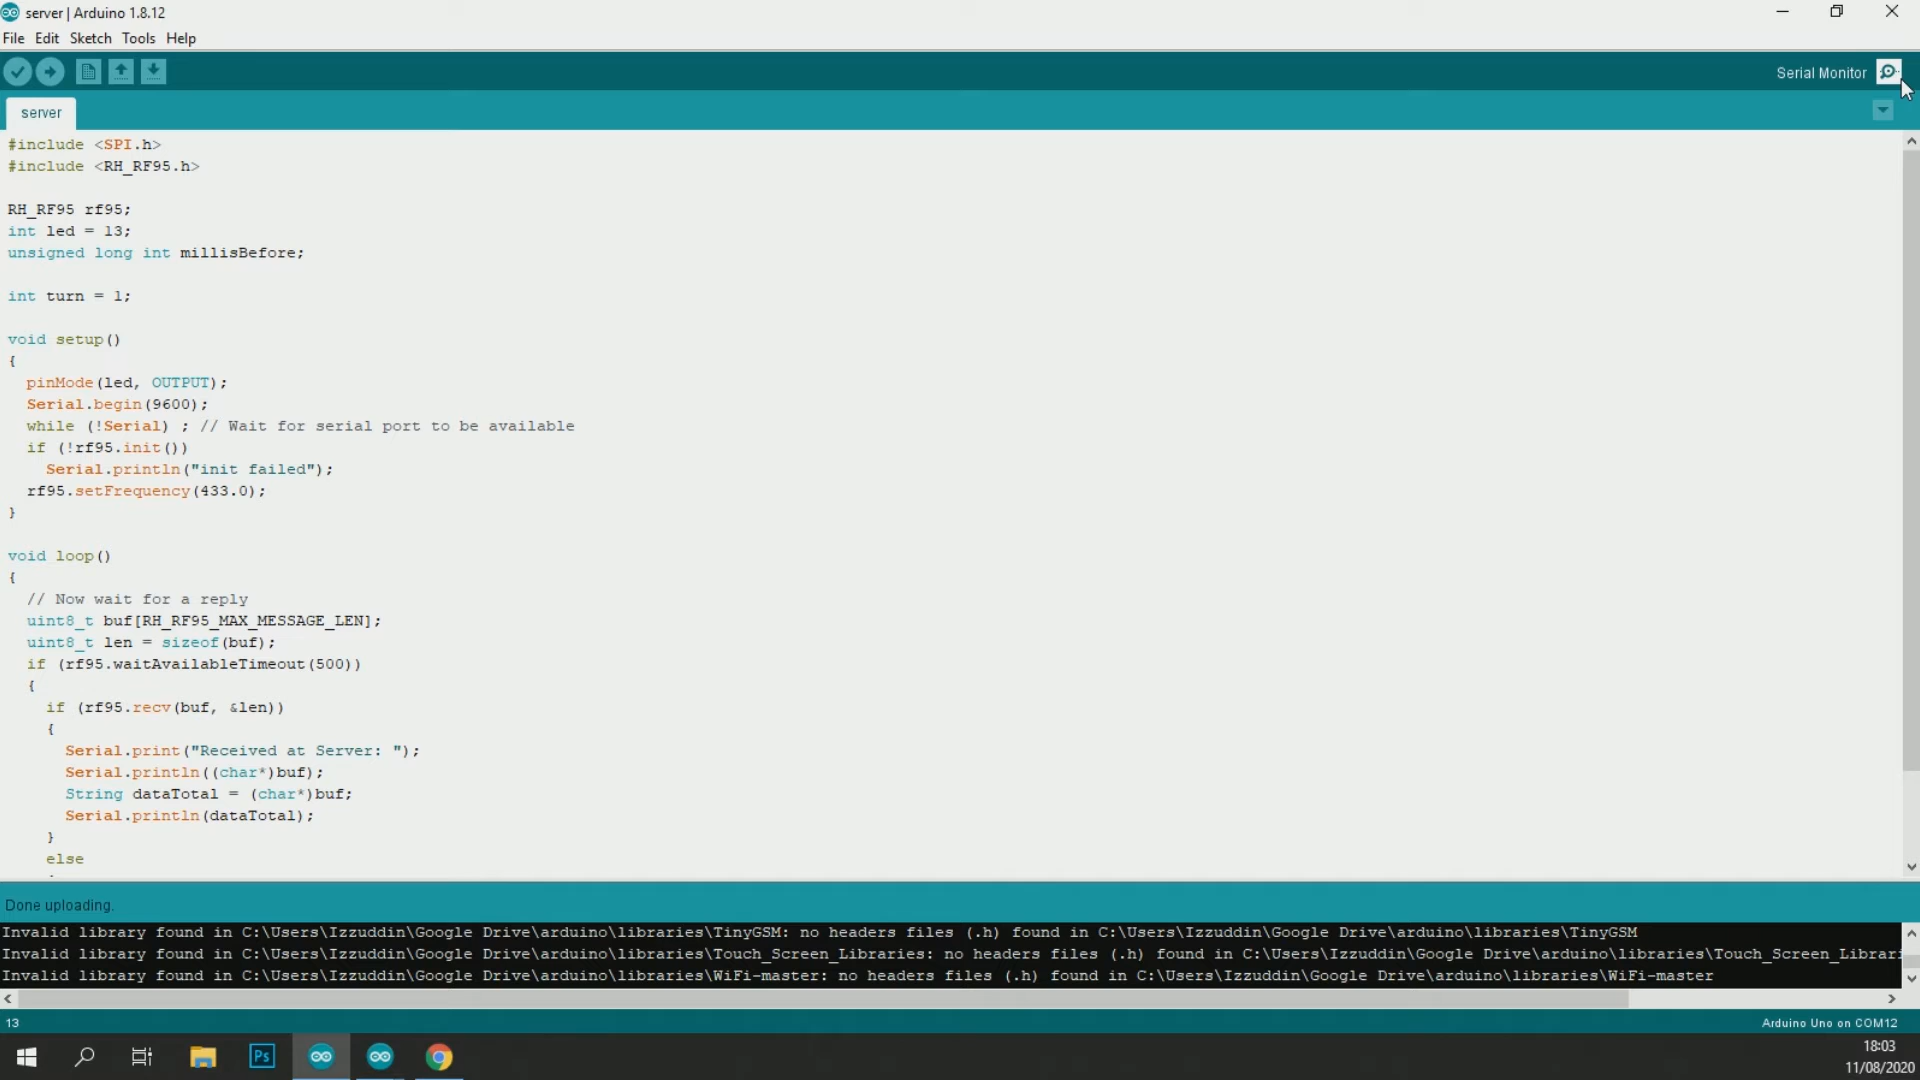 server | Arduino 1.8.12
File Edit Sketch Tools Help
Serial Monitor
server
#include <SPI.h>
#include <RH_RF95.h>
RH_RF95 rf95;
int led = 13;
unsigned long int millisBefore;
int turn = 1;
void setup()
{
pinMode(led, OUTPUT);
Serial.begin(9600);
while (!Serial) ; // Wait for serial port to be available
if (!rf95.init())
Serial.println("init failed");
rf95.setFrequency(433.0);
}
void loop()
{
// Now wait for a reply
uint8_t buf[RH_RF95_MAX_MESSAGE_LEN];
uint8_t len = sizeof(buf);
if (rf95.waitAvailableTimeout(500))
{
if (rf95.recv(buf, &len))
{
Serial.print("Received at Server: ");
Serial.println((char*)buf);
String dataTotal = (char*)buf;
Serial.println(dataTotal);
}
else
Done uploading.
Invalid library found in C:\Users\Izzuddin\Google Drive\arduino\libraries\TinyGSM: no headers files (.h) found in C:\Users\Izzuddin\Google Drive\arduino\libraries\TinyGSM
Invalid library found in C:\Users\Izzuddin\Google Drive\arduino\libraries\Touch_Screen_Libraries: no headers files (.h) found in C:\Users\Izzuddin\Google Drive\arduino\libraries\Touch_Screen_Librari
Invalid library found in C:\Users\Izzuddin\Google Drive\arduino\libraries\WiFi-master: no headers files (.h) found in C:\Users\Izzuddin\Google Drive\arduino\libraries\WiFi-master
13
Arduino Uno on COM12
Ps
18:03
11/08/2020